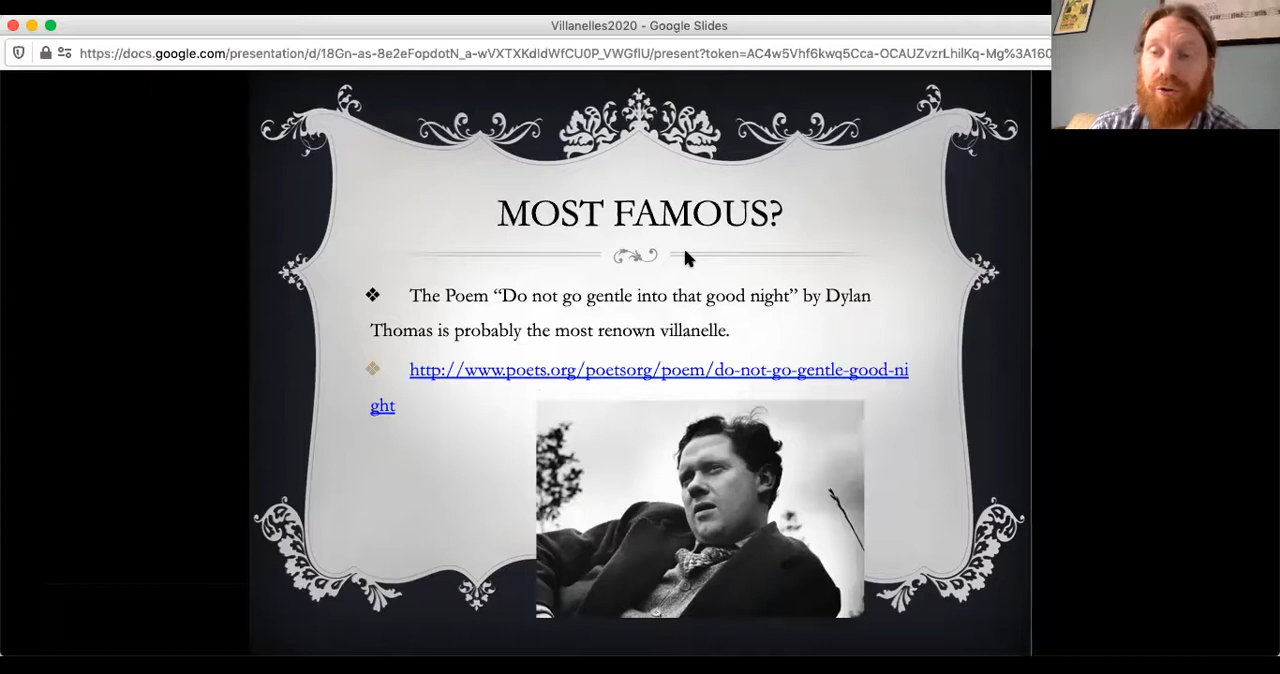 Villanelles2020 - Google Slides
https://docs.google.com/presentation/d/18Gn-as-8e2eFopdotN_a-wVXTXKdIdWfCU0P_VWGfIU/present?token=AC4w5Vhf6kwq5Cca-OCAUZvzrLhilKq-Mg%3A160
MOST FAMOUS?
The Poem “Do not go gentle into that good night” by Dylan
Thomas is probably the most renown villanelle.
http://www.poets.org/poetsorg/poem/do-not-go-gentle-good-ni
ght